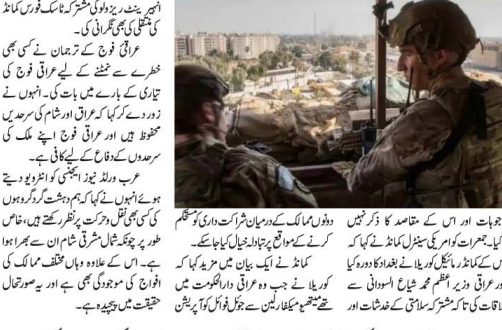 انہیرینٹ ریزولو کی مشترکہ ٹاسک فورس کمانڈ
کی منتقلی کی بھی نگرانی کی۔
عراقی فوج کے ترجمان نے کسی بھی
خطرے سے نمٹنے کے لیے عراقی فوج کی
تیاری کے بارے میں بات کی۔ انہوں نے
زور دے کر کہا کہ عراق اور شام کی سرحدیں
محفوظ ہیں اور عراقی فوج اپنے ملک کی
سرحدوں کے دفاع کے لیے کافی ہے۔
عرب ورلڈ نیوز ایجنسی کو انٹرویو دیتے
ہوئے انہوں نے کہا کہ ہم دہشت گرد گروہوں
کی کسی بھی نقل و حرکت پر نظر رکھتے ہیں، خاص
طور پر چونکہ شمال مشرقی شام ان سے بھرا ہوا
ہے۔ اس کے علاوہ وہاں مختلف ممالک کی
افواج کی موجودگی بھی ہے اور یہ صورتحال
حقیقت میں پیچیدہ ہے۔
وجوہات اور اس کے مقاصد کا ذکر نہیں
کیا۔ جمعرات کو امریکی سینٹرل کمانڈ نے کہا کہ
اس کے کمانڈر مائیکل کوریلا نے بغداد کا دورہ کیا
اور عراقی وزیر اعظم محمد شیاع السودانی سے
ملاقات کی تاکہ مشترکہ سلامتی کے خدشات اور
دونوں ممالک کے درمیان شراکت داری کو مستحکم
کرنے کے مواقع پر تبادلہ خیال کیا جا سکے۔
کمانڈ نے ایک بیان میں مزید کہا کہ
کوریلا نے جب وہ عراقی دارالحکومت میں
تھے میتھیو میکفارلین سے جوئل فوائل کو آپریشن